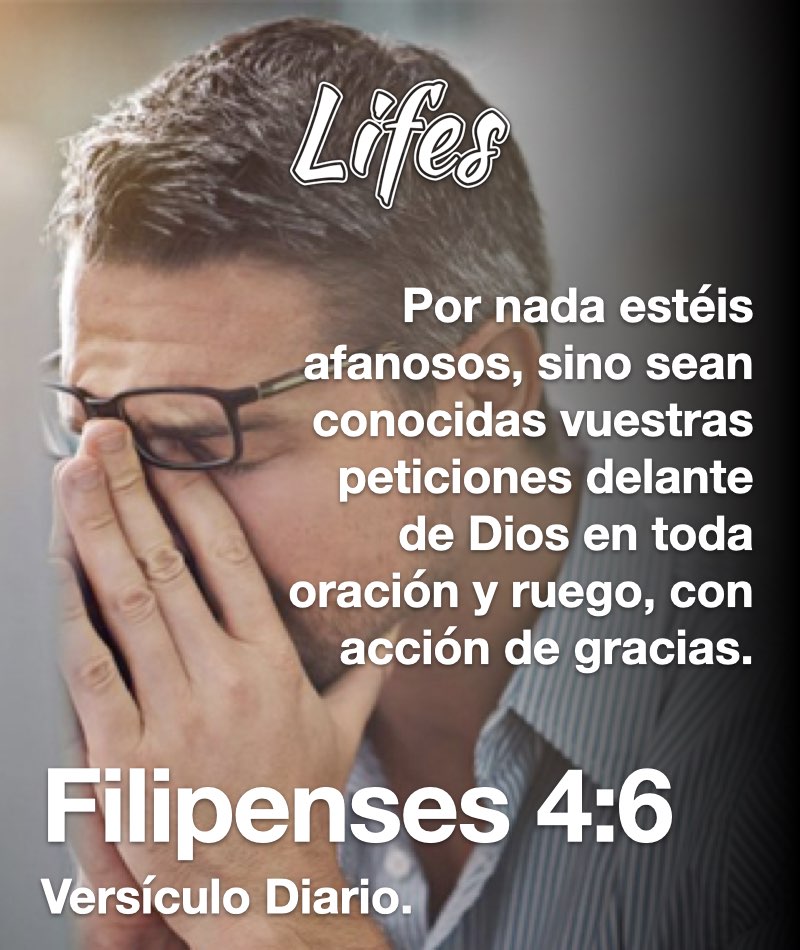 Lifes
Por nada estéis
afanosos, sino sean
conocidas vuestras
peticiones delante
de Dios en toda
oración y ruego, con
acción de gracias.
Filipenses 4:6
Versículo Diario.